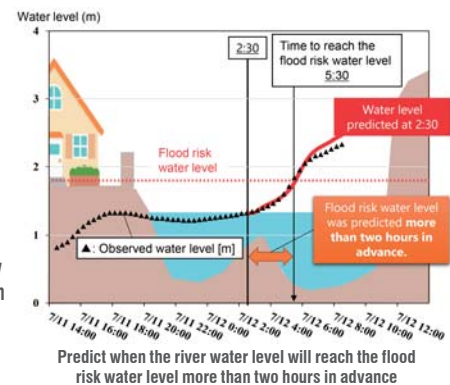 Water level (m)
4
3
2
1
0
2:30
Time to reach the
flood risk water level
5:30
Water level
predicted at 2:30
Flood risk
water level
Flood risk water level
was predicted more
than two hours in
advance.
▲: Observed water level [m]
7/11 14:00
7/11 16:00
7/11 18:00
7/11 20:00
7/11 22:00
7/12 0:00
7/12 2:00
7/12 4:00
7/12 6:00
7/12 8:00
7/12 10:00
7/12 12:00
Predict when the river water level will reach the flood
risk water level more than two hours in advance